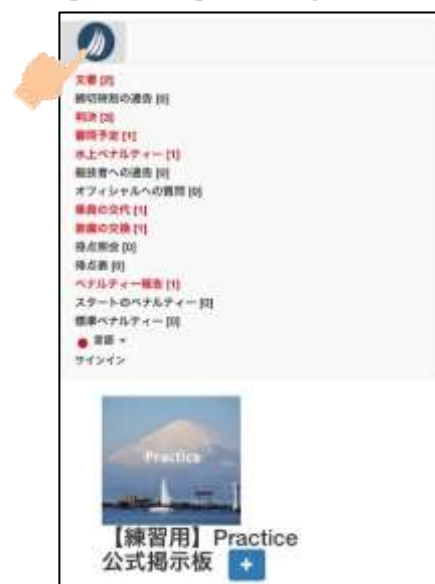 文書 [2]
締切時刻の通告 [0]
判決 [3]
審問予定 [1]
水上ペナルティー [1]
競技者への通告 [0]
オフィシャルへの質問 [0]
乗員の交代 [1]
装備の交換 [1]
得点照会 [0]
得点表 [0]
ペナルティー報告 [1]
スタートのペナルティー [0]
標準ペナルティー [0]
言語
サインイン
Practice
【練習用】Practice
公式掲示板 +